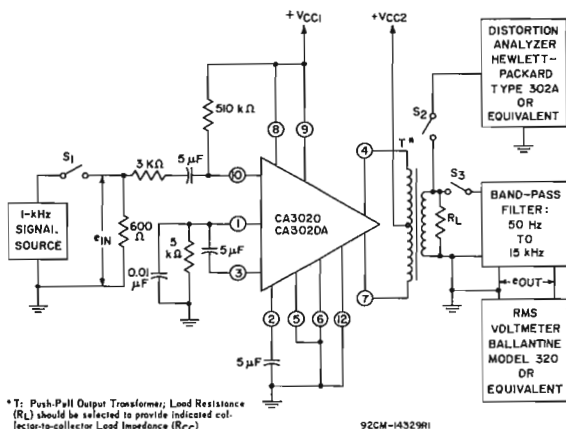 +VCC1
+VCC2
DISTORTION
ANALYZER
HEWLETT-
PACKARD
TYPE 302A
OR
EQUIVALENT
510 kΩ
8
9
4
T*
S2
S1
3 KΩ
5 µF
10
S3
1-kHz
SIGNAL
SOURCE
eIN
600
Ω
1
CA3020
CA3020A
RL
BAND-PASS
FILTER:
50 Hz
TO
15 kHz
5
kΩ
5 µF
0.01
µF
3
7
eOUT
2
5
6
12
RMS
VOLTMETER
BALLANTINE
MODEL 320
OR
EQUIVALENT
5 µF
* T: Push-Pull Output Transformer; Load Resistance
(RL) should be selected to provide indicated col-
lector-to-collector Load Impedance (RCC)
92CM-14329RI